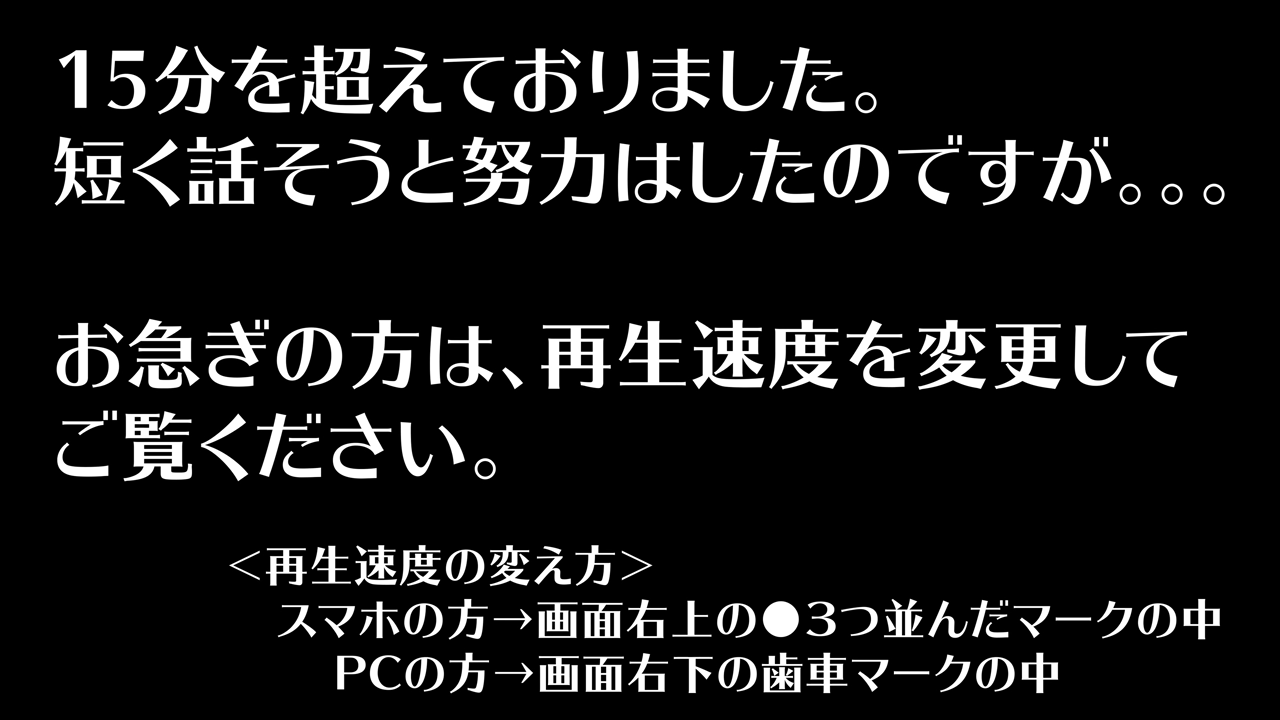 15分を超えておりました。
短く話そうと努力はしたのですが。。。
お急ぎの方は、再生速度を変更して
ご覧ください。
＜再生速度の変え方＞
スマホの方→画面右上の●3つ並んだマークの中
PCの方→画面右下の歯車マークの中